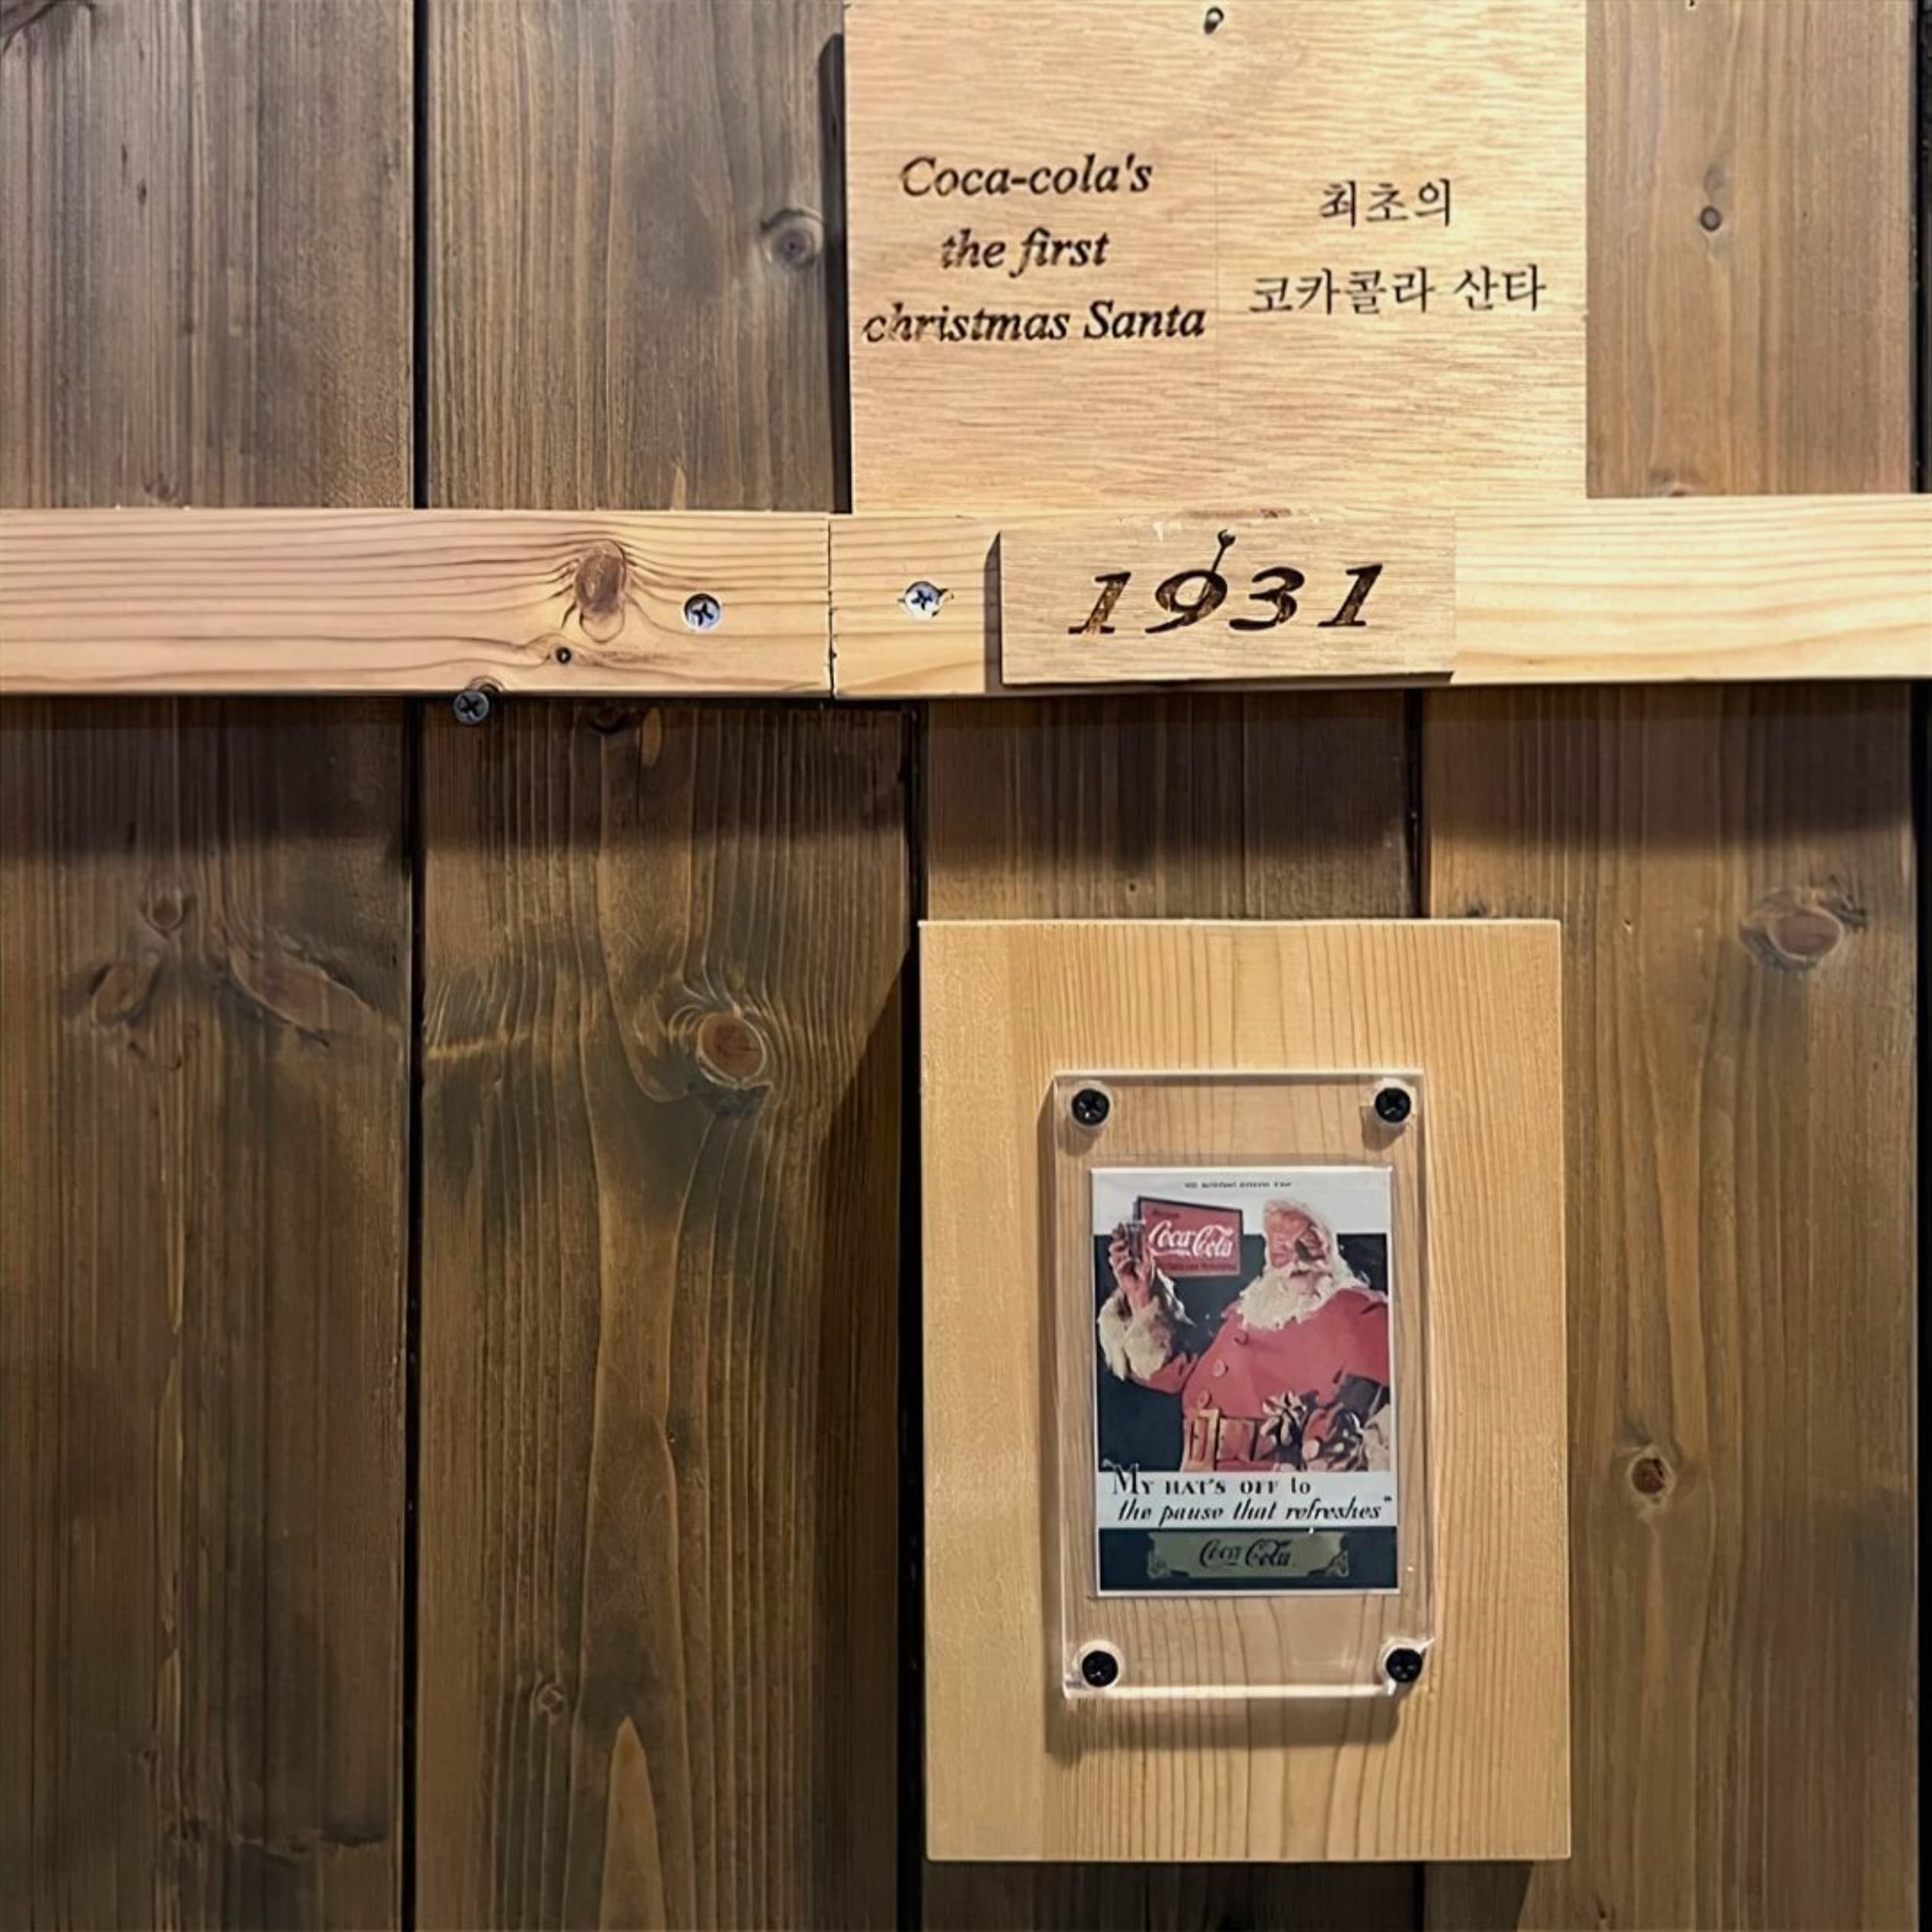 Coca-cola's
the first
christmas Santa
최초의
코카콜라 산타
1931
Coca-Cola
"MY HAT'S OFF to
the pause that refreshes"
Coca-Cola